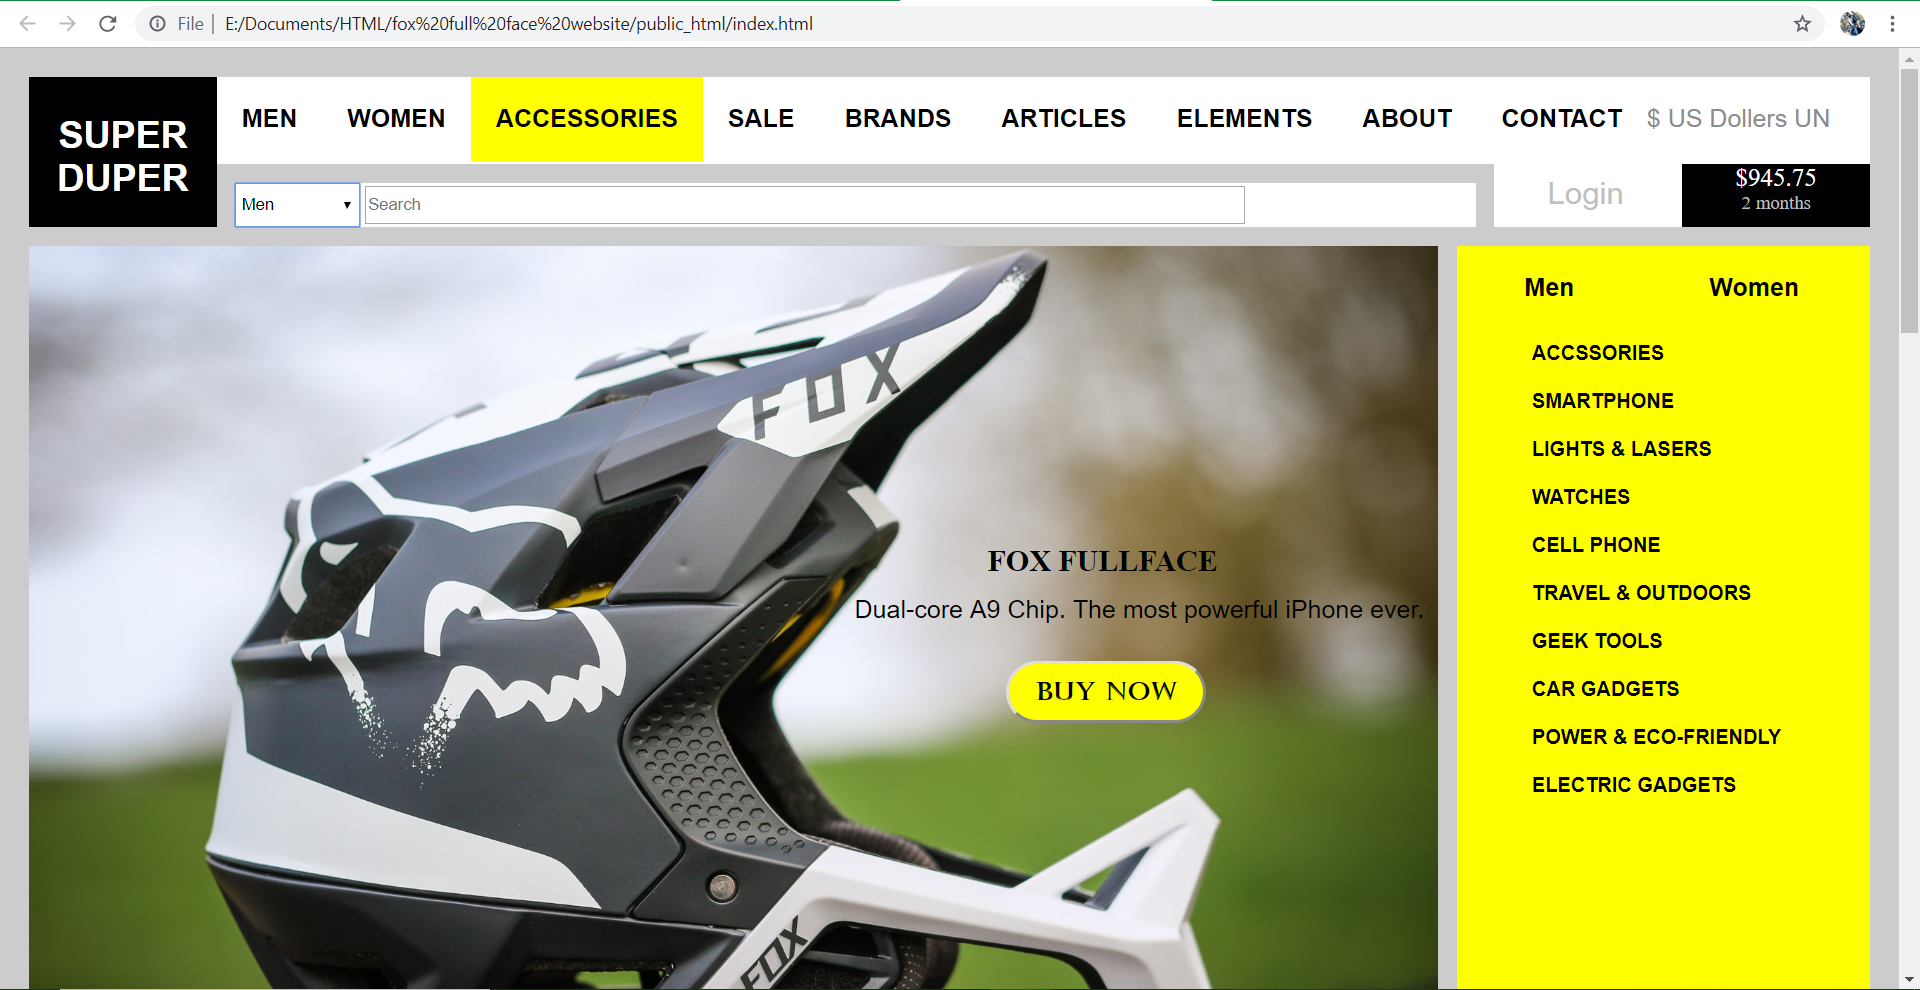 File | E:/Documents/HTML/fox%20full%20face%20website/public_html/index.html
SUPER
DUPER
MEN WOMEN ACCESSORIES SALE BRANDS ARTICLES ELEMENTS ABOUT CONTACT $ US Dollers UN
Men Search
Login
$945.75
2 months
FOX
FOX FULLFACE
Dual-core A9 Chip. The most powerful iPhone ever.
BUY NOW
FOX
Men Women
ACCSSORIES
SMARTPHONE
LIGHTS & LASERS
WATCHES
CELL PHONE
TRAVEL & OUTDOORS
GEEK TOOLS
CAR GADGETS
POWER & ECO-FRIENDLY
ELECTRIC GADGETS